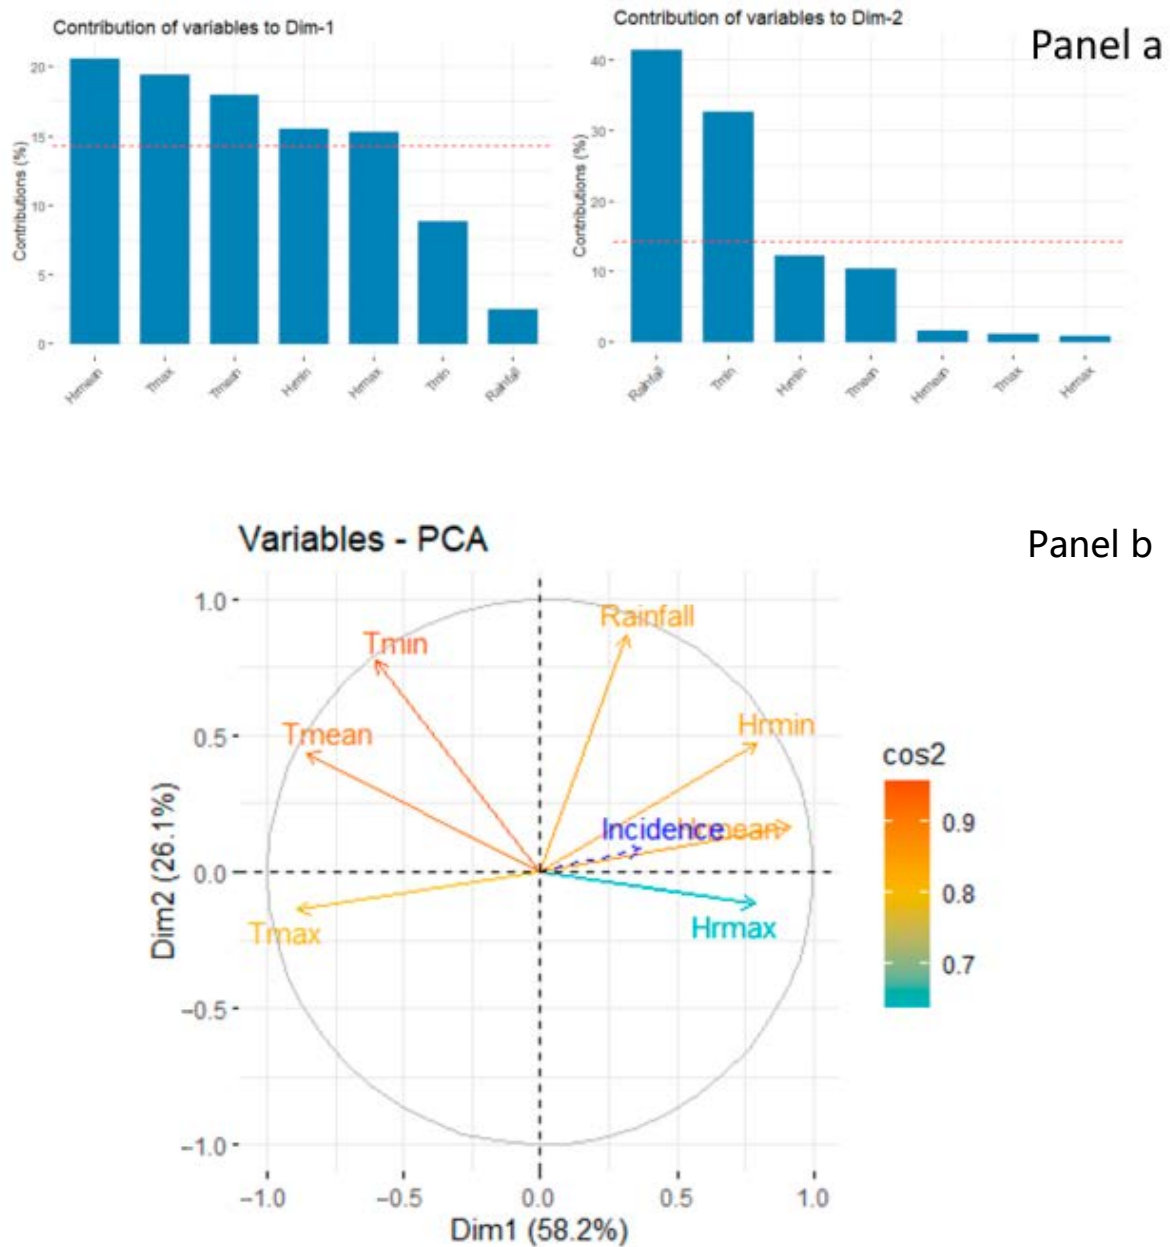 Contribution of variables to Dim-1
Contributions (%)
20
15
10
5
0
Hrmean
Tmax
Tmean
Hrmin
Hrmax
Tmin
Rainfall
Contribution of variables to Dim-2
Panel a
Contributions (%)
40
30
20
10
0
Rainfall
Tmin
Hrmin
Tmean
Hrmean
Tmax
Hrmax
Variables - PCA
Panel b
Dim2 (26.1%)
1.0
0.5
0.0
−0.5
−1.0
Rainfall
Tmin
Hrmin
Tmean
Incidence
Hrmean
Hrmax
Tmax
−1.0 −0.5 0.0 0.5 1.0
Dim1 (58.2%)
cos2
0.9
0.8
0.7